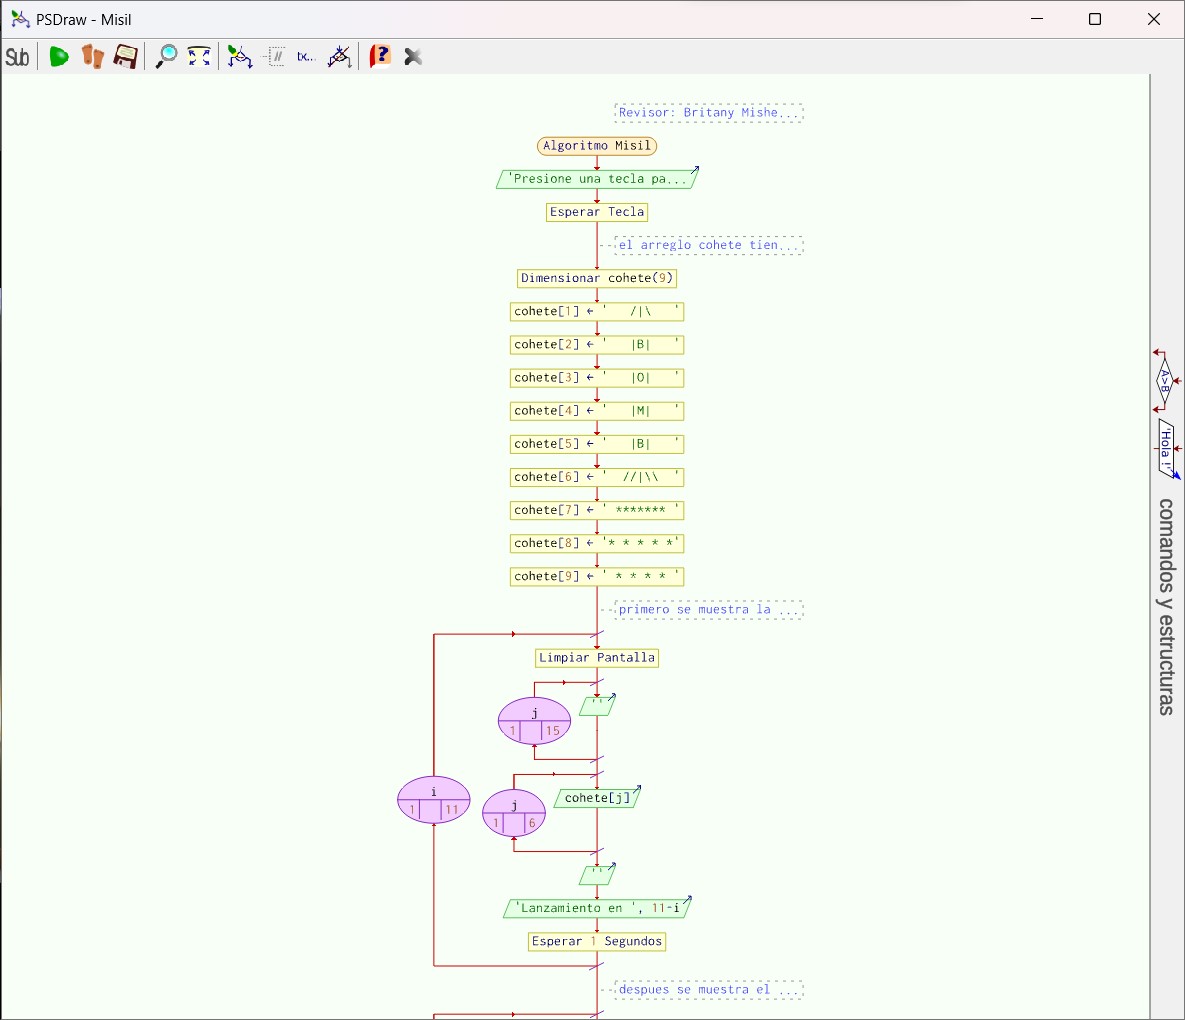 PSDraw - Misil
Sub
tx...
Revisor: Britany Mishe...
Algoritmo Misil
'Presione una tecla pa...
Esperar Tecla
el arreglo cohete tien...
Dimensionar cohete(9)
cohete[1] ← '   /|\   '
cohete[2] ← '   |B|   '
cohete[3] ← '   |O|   '
cohete[4] ← '   |M|   '
cohete[5] ← '   |B|   '
cohete[6] ← '  //|\\  '
cohete[7] ← ' ******* '
cohete[8] ← '* * * * *'
cohete[9] ← ' * * * * '
primero se muestra la ...
Limpiar Pantalla
''
j
1 15
cohete[j]
i
1 11
j
1 6
''
'Lanzamiento en ', 11-i
Esperar 1 Segundos
despues se muestra el ...
A>B
'Hola !'
comandos y estructuras